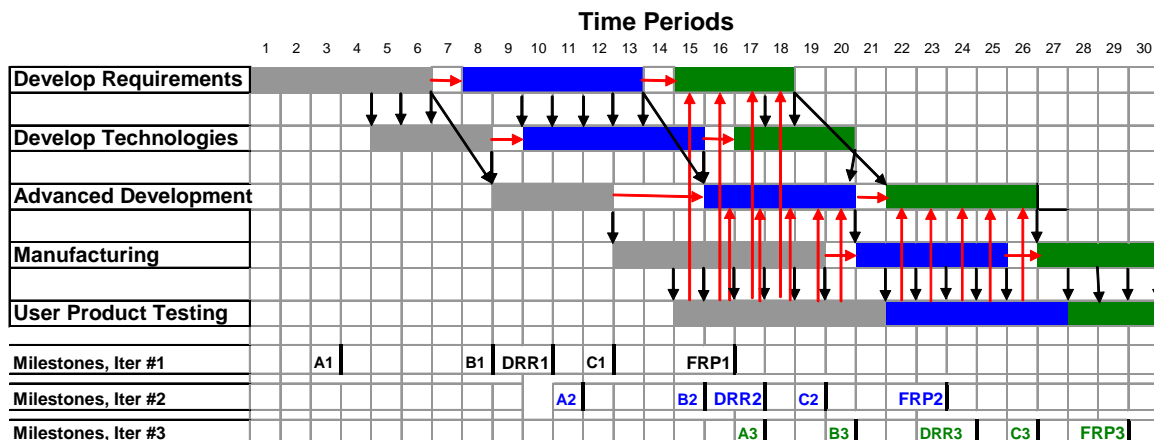 Time Periods
1 2 3 4 5 6 7 8 9 10 11 12 13 14 15 16 17 18 19 20 21 22 23 24 25 26 27 28 29 30
Develop Requirements
Develop Technologies
Advanced Development
Manufacturing
User Product Testing
Milestones, Iter #1 A1 B1 DRR1 C1 FRP1
Milestones, Iter #2 A2 B2 DRR2 C2 FRP2
Milestones, Iter #3 A3 B3 DRR3 C3 FRP3